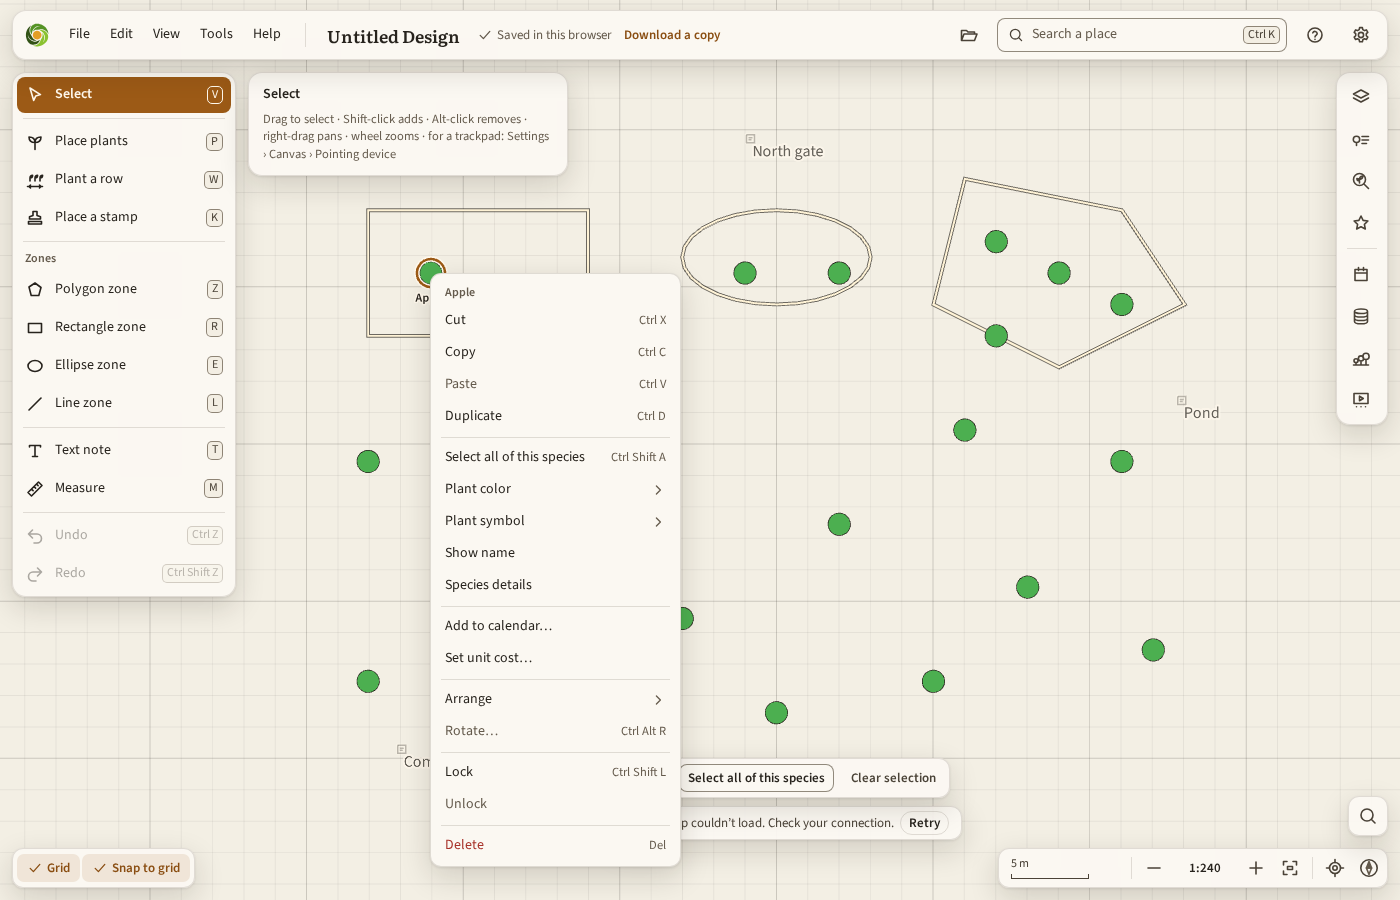 File Edit View Tools Help
Untitled Design
Saved in this browser
Download a copy
Search a place
Ctrl K
Select V
Place plants P
Plant a row W
Place a stamp K
Zones
Polygon zone Z
Rectangle zone R
Ellipse zone E
Line zone L
Text note T
Measure M
Undo Ctrl Z
Redo Ctrl Shift Z
Select
Drag to select · Shift-click adds · Alt-click removes ·
right-drag pans · wheel zooms · for a trackpad: Settings
› Canvas › Pointing device
North gate
Ap
Apple
Cut Ctrl X
Copy Ctrl C
Paste Ctrl V
Duplicate Ctrl D
Select all of this species Ctrl Shift A
Plant color
Plant symbol
Show name
Species details
Add to calendar…
Set unit cost…
Arrange
Rotate… Ctrl Alt R
Lock Ctrl Shift L
Unlock
Delete Del
Pond
Com
Select all of this species
Clear selection
p couldn't load. Check your connection.
Retry
Grid
Snap to grid
5 m
1:240